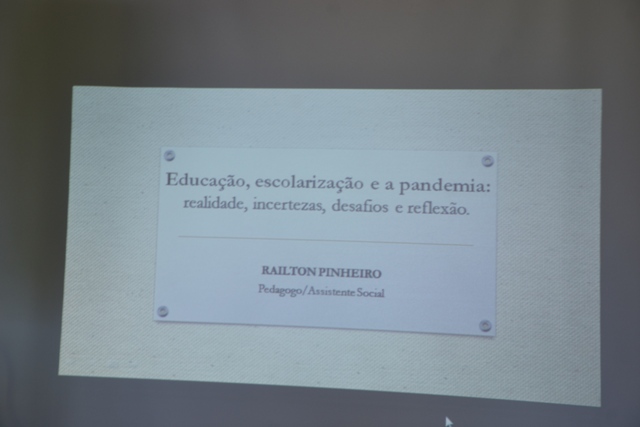 Educação, escolarização e a pandemia:
realidade, incertezas, desafios e reflexão.
RAILTON PINHEIRO
Pedagogo/Assistente Social